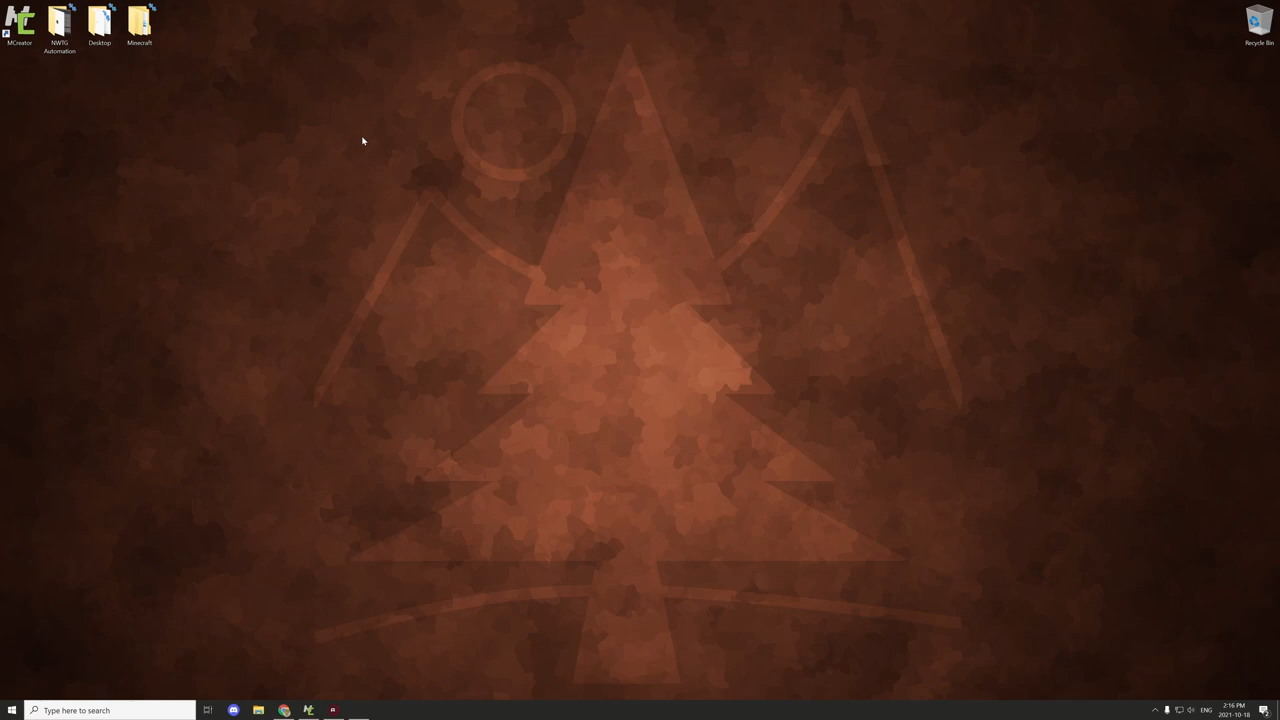 MCreator
NWTG
Automation
Desktop
Minecraft
Recycle Bin
Type here to search
ENG
2:16 PM
2021-10-18